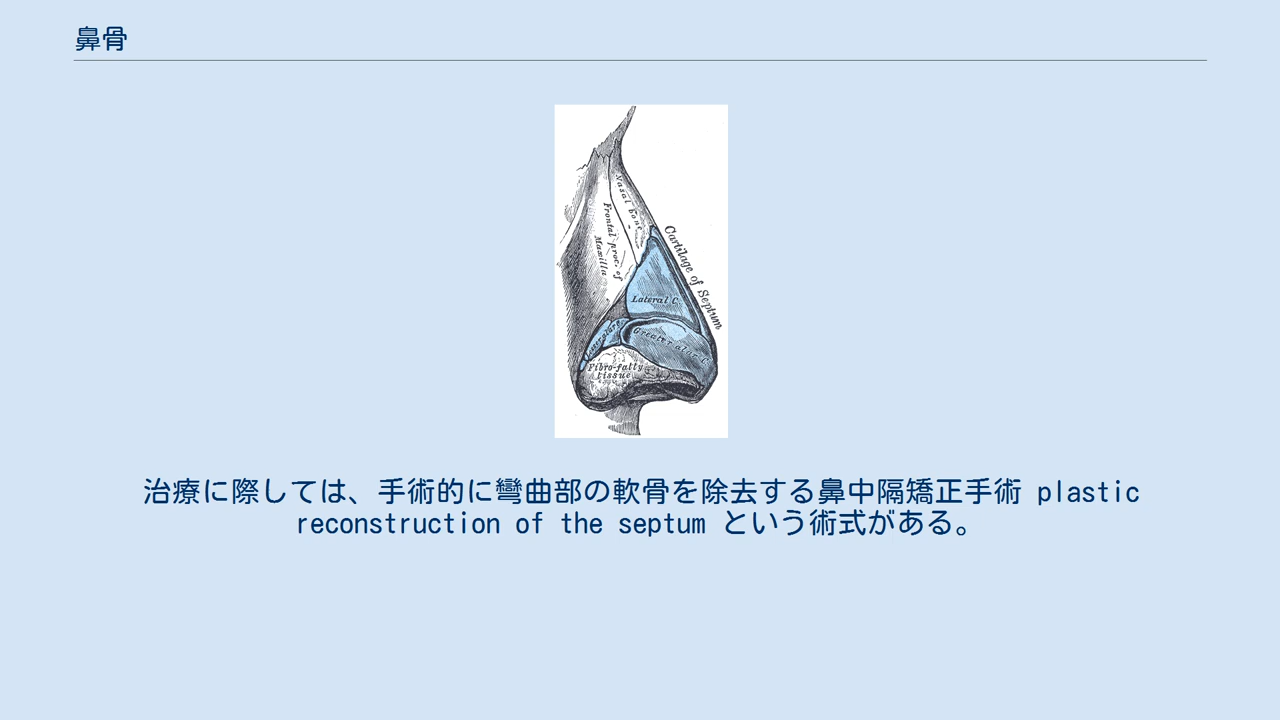 鼻骨
Nasal bone
Frontal proc. of
Maxilla
Cartilage of Septum
Lateral C.
Greater alar C.
Fibro-fatty
tissue
治療に際しては、手術的に彎曲部の軟骨を除去する鼻中隔矯正手術 plastic
reconstruction of the septum という術式がある。